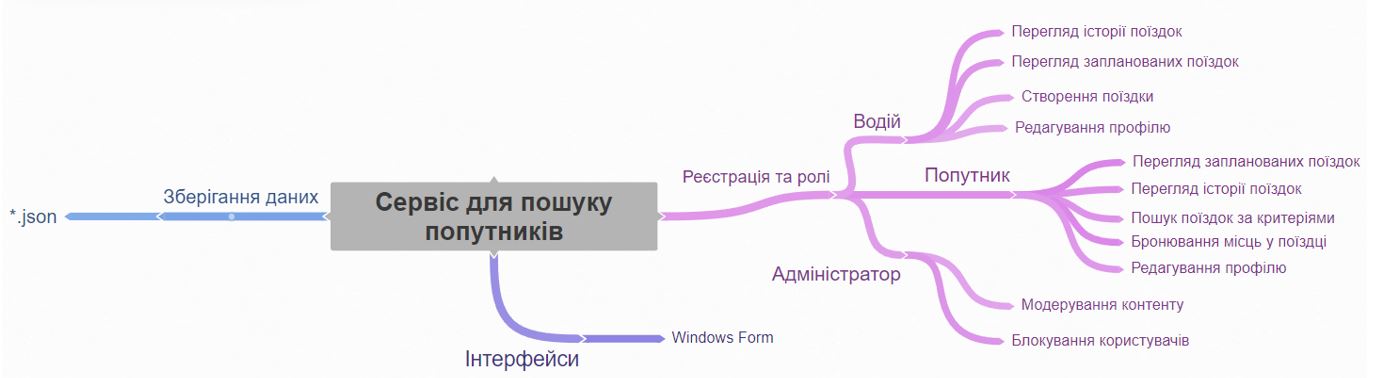 Перегляд історії поїздок
Перегляд запланованих поїздок
Створення поїздки
Водій
Редагування профілю
Перегляд запланованих поїздок
Реєстрація та ролі
Попутник
Перегляд історії поїздок
Зберігання даних
*.json
Сервіс для пошуку
попутників
Пошук поїздок за критеріями
Бронювання місць у поїздці
Редагування профілю
Адміністратор
Модерування контенту
Блокування користувачів
Windows Form
Інтерфейси